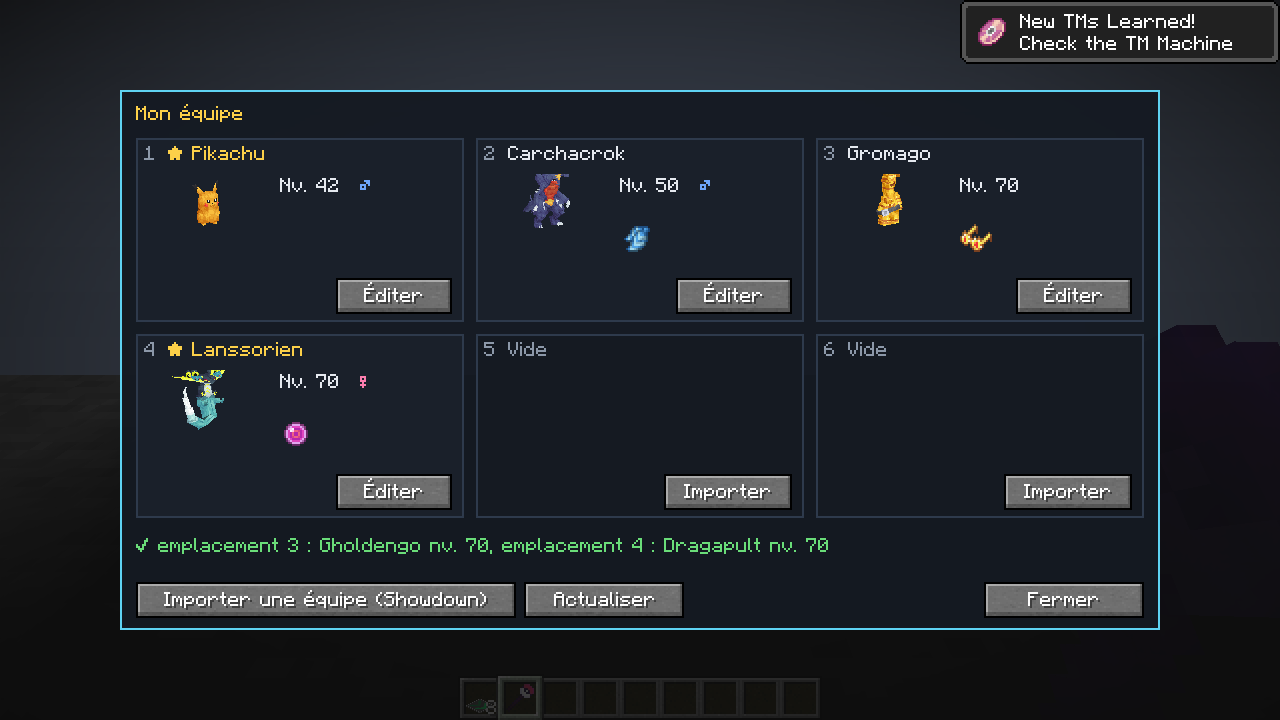 New TMs Learned!
Check the TM Machine
Mon équipe
1 ★ Pikachu
Nv. 42 ♂
Éditer
2 Carchacrok
Nv. 50 ♂
Éditer
3 Gromago
Nv. 70
Éditer
4 ★ Lanssorien
Nv. 70 ♀
Éditer
5 Vide
Importer
6 Vide
Importer
✓ emplacement 3 : Gholdengo nv. 70, emplacement 4 : Dragapult nv. 70
Importer une équipe (Showdown)
Actualiser
Fermer
8